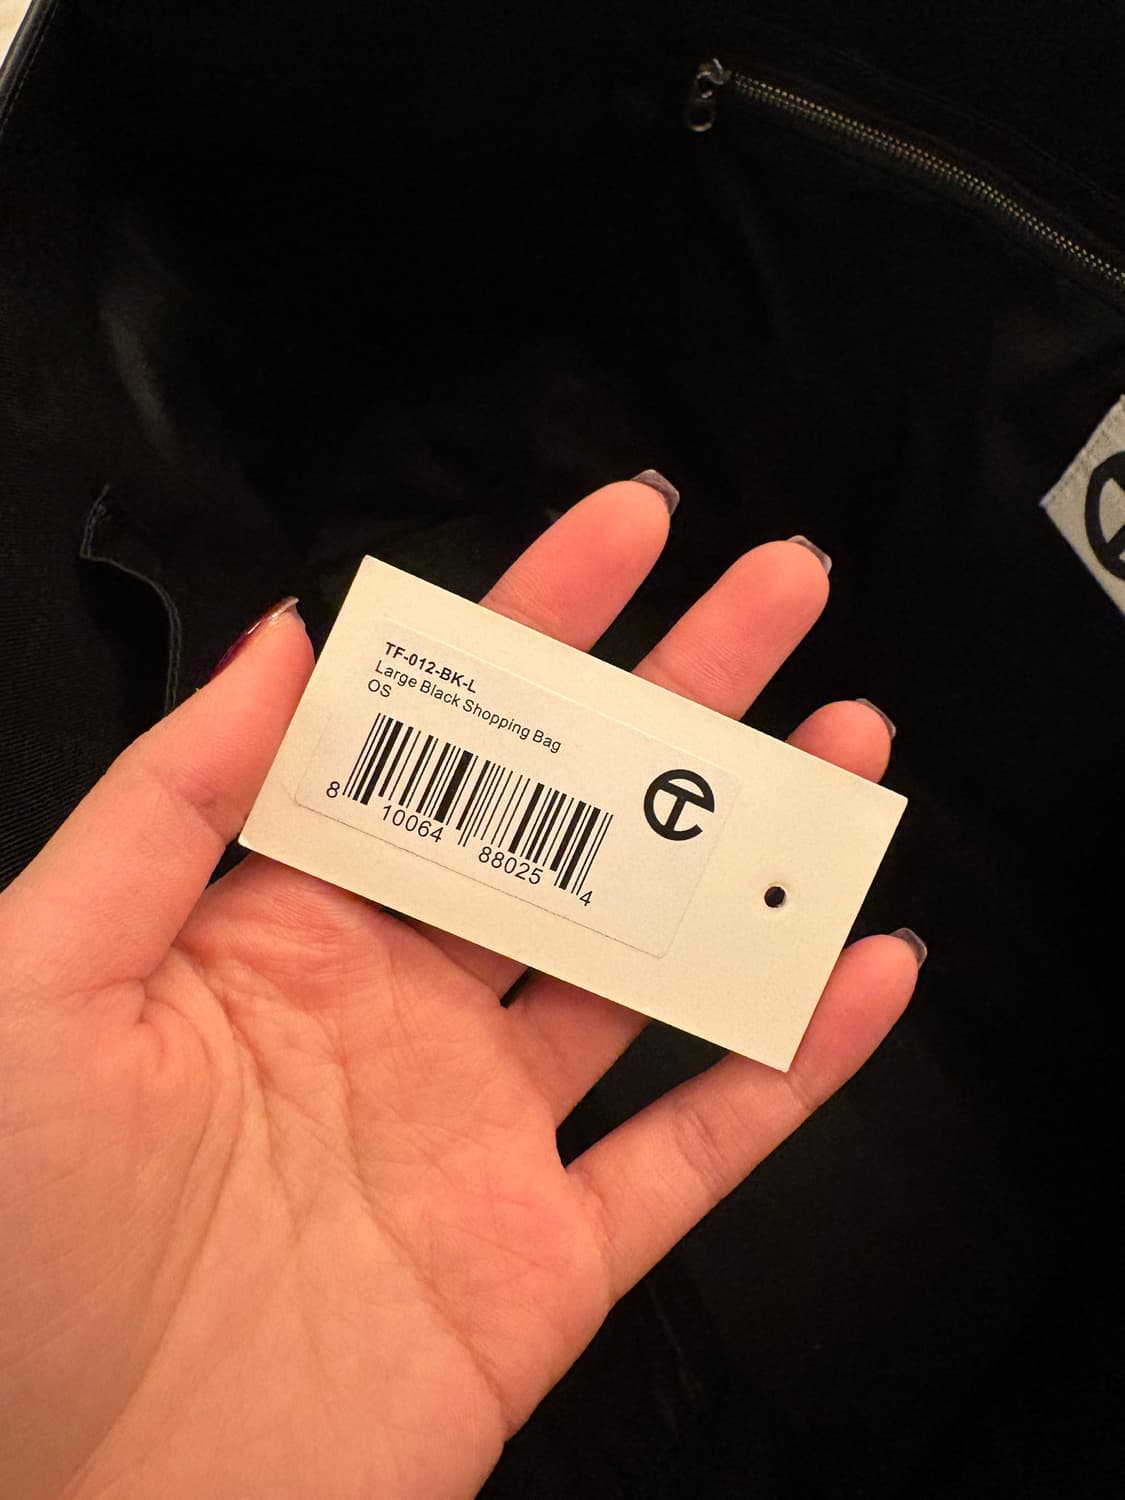 TF-012-BK-L
Large Black Shopping Bag
OS
8 10064 88025 4